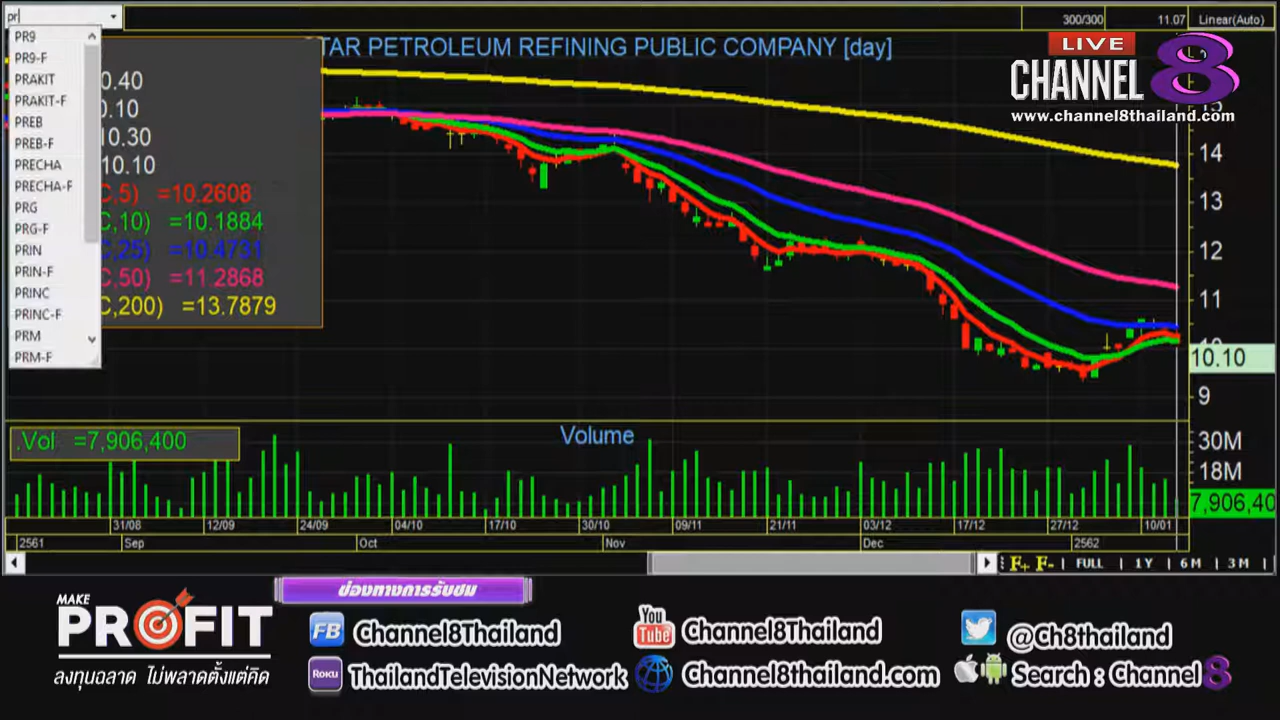 pr
300/300
11.07
Linear(Auto)
PR9
PR9-F
PRAKIT
PRAKIT-F
PREB
PREB-F
PRECHA
PRECHA-F
PRG
PRG-F
PRIN
PRIN-F
PRINC
PRINC-F
PRM
PRM-F
TAR PETROLEUM REFINING PUBLIC COMPANY [day]
0.40
0.10
10.30
10.10
C,5) =10.2608
C,10) =10.1884
C,25) =10.4731
C,50) =11.2868
C,200) =13.7879
LIVE
CHANNEL 8
www.channel8thailand.com
15
14
13
12
11
10
10.10
9
.Vol =7,906,400
Volume
30M
18M
7,906,40
31/08
12/09
24/09
04/10
17/10
30/10
09/11
21/11
03/12
17/12
27/12
10/01
2561
Sep
Oct
Nov
Dec
2562
F+ F- | FULL | 1Y | 6M | 3M |
MAKE
PROFIT
ลงทุนฉลาด ไม่พลาดตั้งแต่คิด
ช่องทางการรับชม
FB Channel8Thailand
You Tube Channel8Thailand
@Ch8thailand
ROKU ThailandTelevisionNetwork
Channel8thailand.com
Search : Channel 8